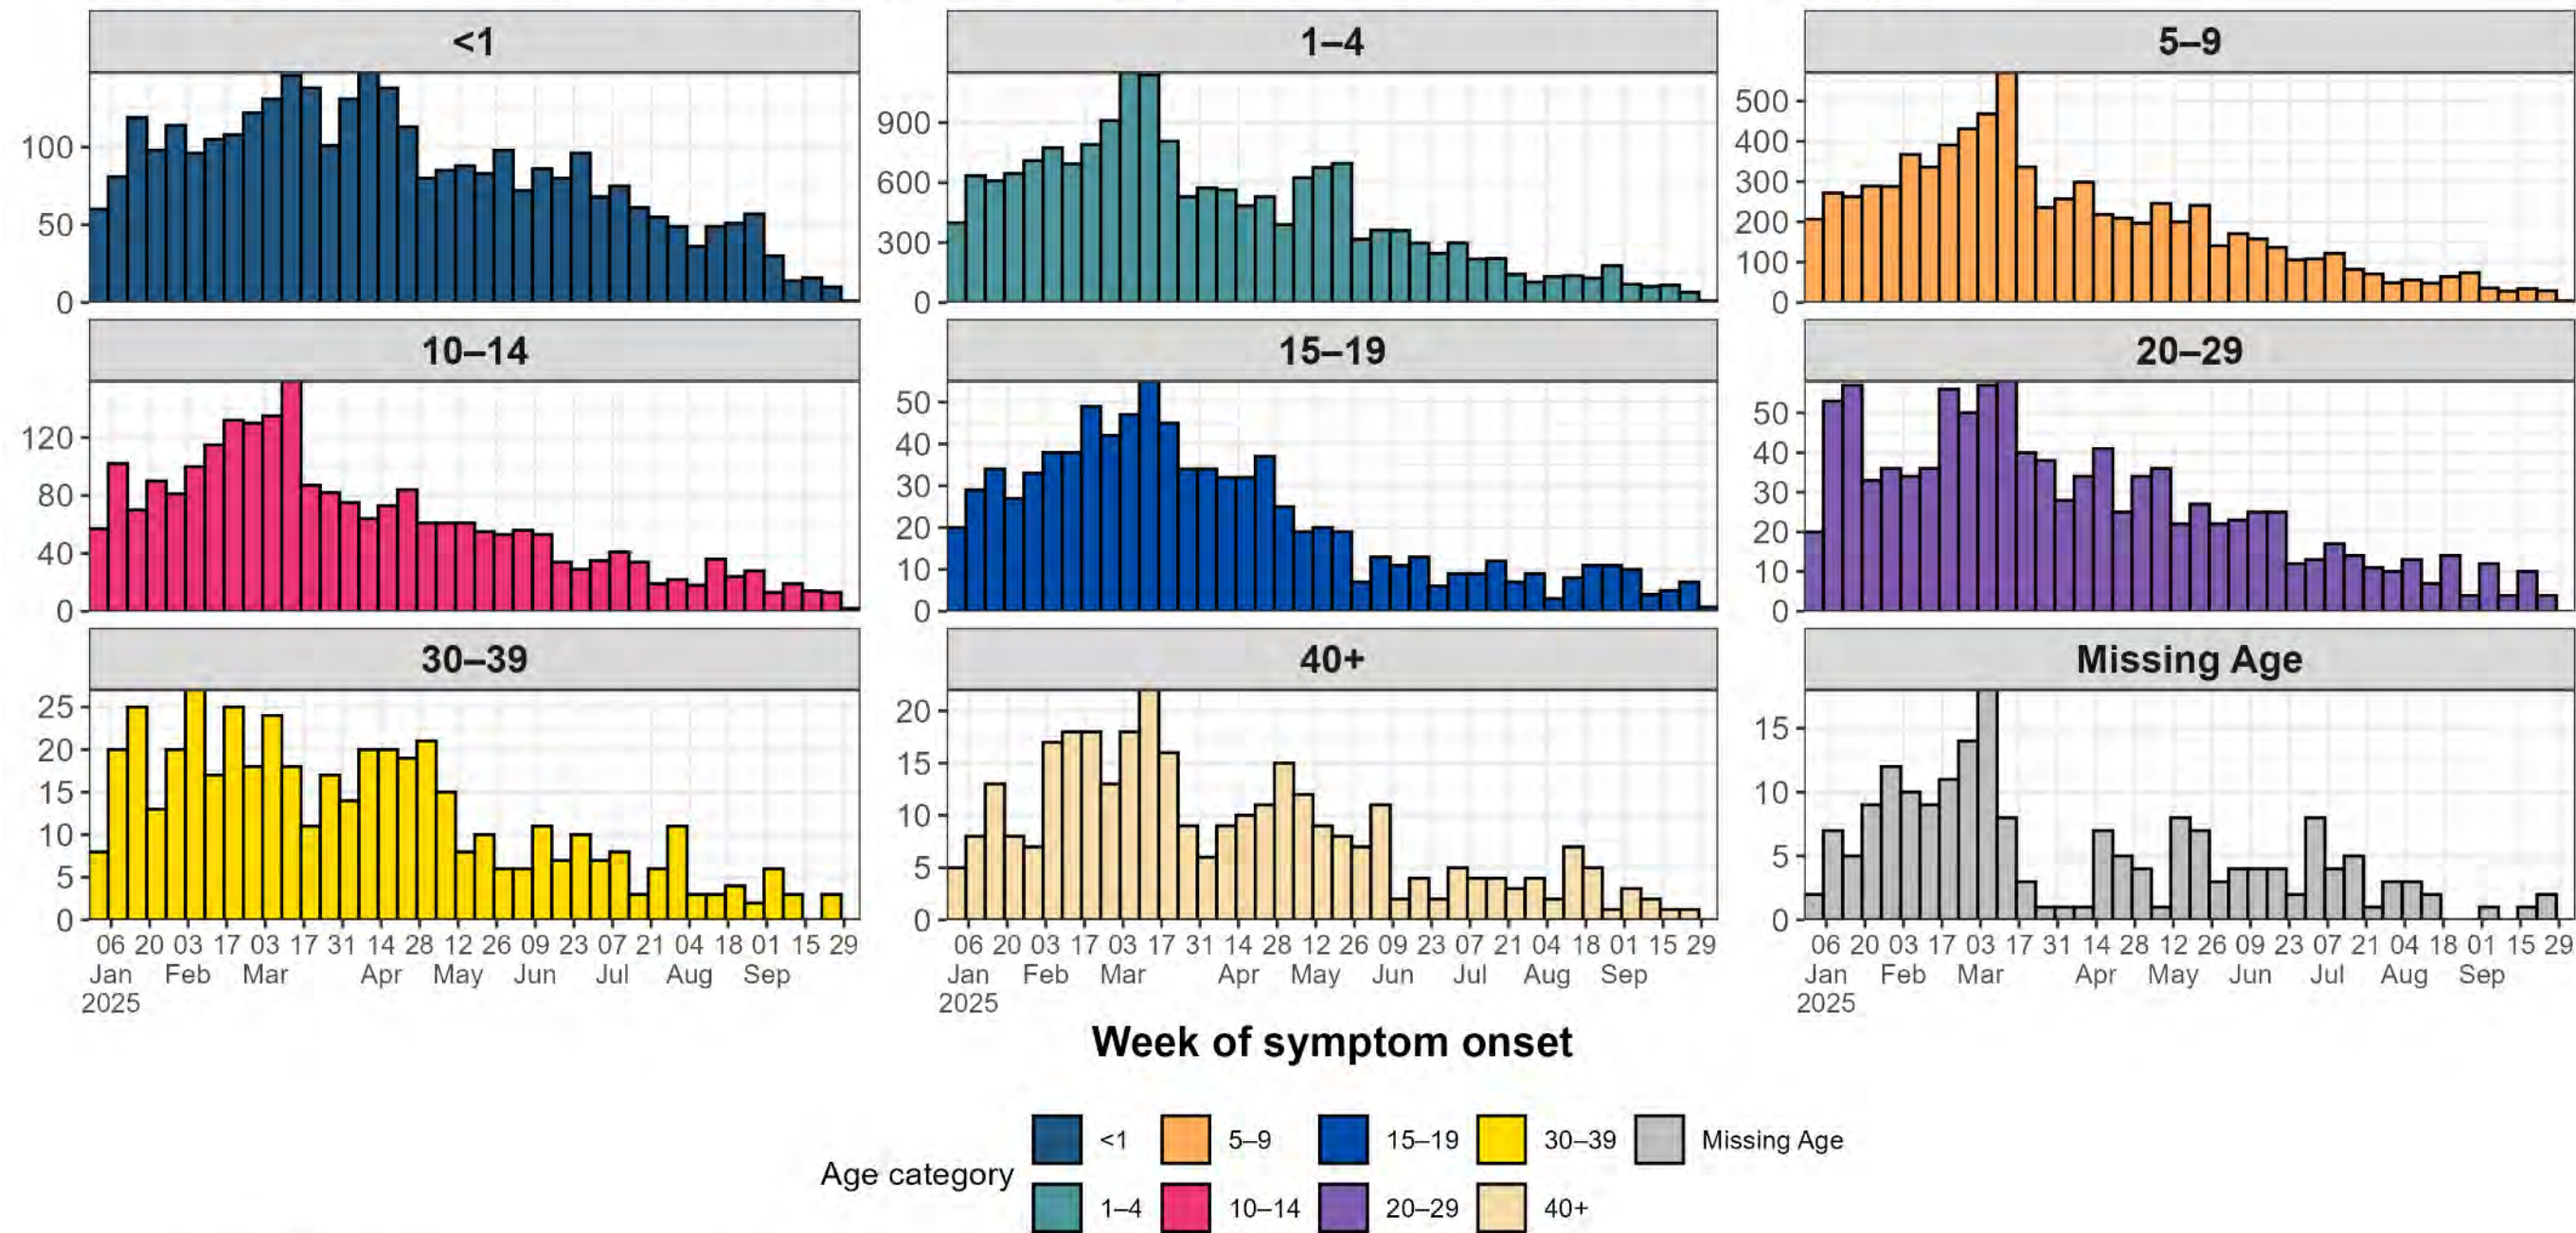 <1 1–4 5–9
100 50 0
900 600 300 0
500 400 300 200 100 0
10–14 15–19 20–29
120 80 40 0
50 40 30 20 10 0
50 40 30 20 10 0
30–39 40+ Missing Age
25 20 15 10 5 0
20 15 10 5 0
15 10 5 0
06 20 03 17 03 17 31 14 28 12 26 09 23 07 21 04 18 01 15 29
Jan Feb Mar Apr May Jun Jul Aug Sep
2025
06 20 03 17 03 17 31 14 28 12 26 09 23 07 21 04 18 01 15 29
Jan Feb Mar Apr May Jun Jul Aug Sep
2025
06 20 03 17 03 17 31 14 28 12 26 09 23 07 21 04 18 01 15 29
Jan Feb Mar Apr May Jun Jul Aug Sep
2025
Week of symptom onset
Age category
<1 5–9 15–19 30–39 Missing Age
1–4 10–14 20–29 40+